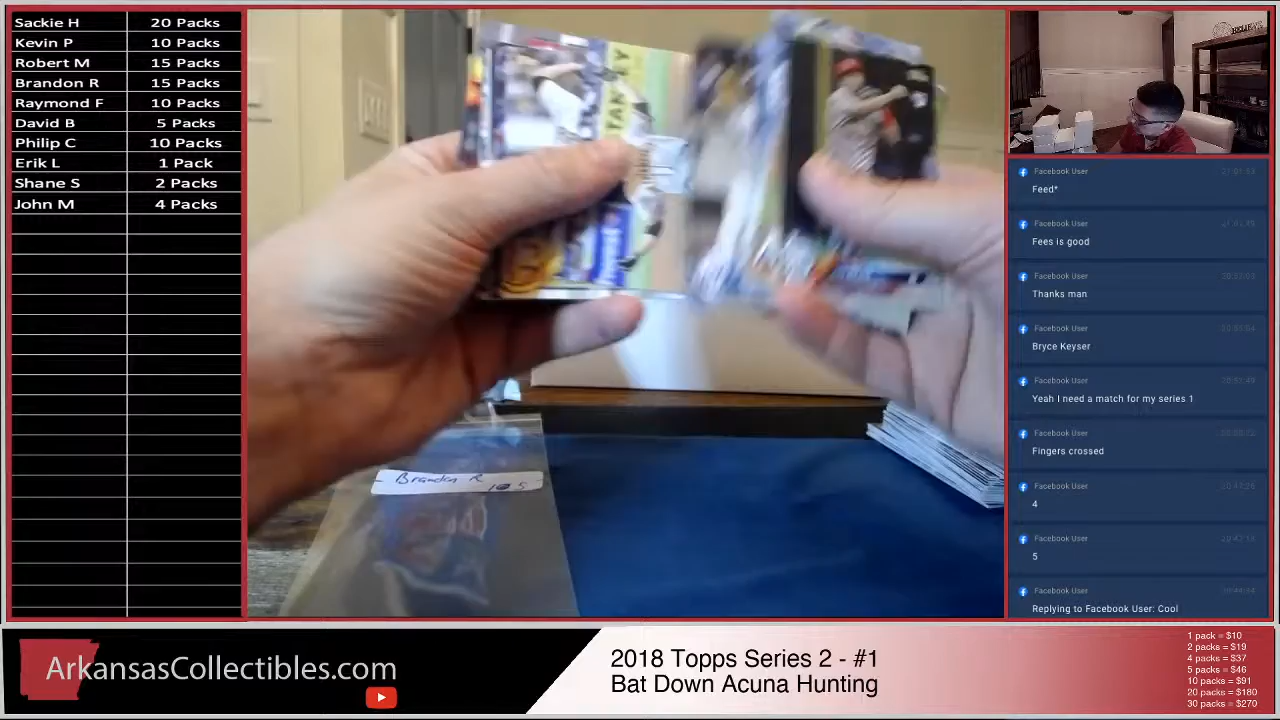 Sackie H 20 Packs
Kevin P 10 Packs
Robert M 15 Packs
Brandon R 15 Packs
Raymond F 10 Packs
David B 5 Packs
Philip C 10 Packs
Erik L 1 Pack
Shane S 2 Packs
John M 4 Packs
Brandon R
Facebook User
Feed*
Facebook User
Fees is good
Facebook User
Thanks man
Facebook User
Bryce Keyser
Facebook User
Yeah I need a match for my series 1
Facebook User
Fingers crossed
Facebook User
4
Facebook User
5
Facebook User
Replying to Facebook User: Cool
ArkansasCollectibles.com
2018 Topps Series 2 - #1
Bat Down Acuna Hunting
1 pack = $10
2 packs = $19
4 packs = $37
5 packs = $46
10 packs = $91
20 packs = $180
30 packs = $270